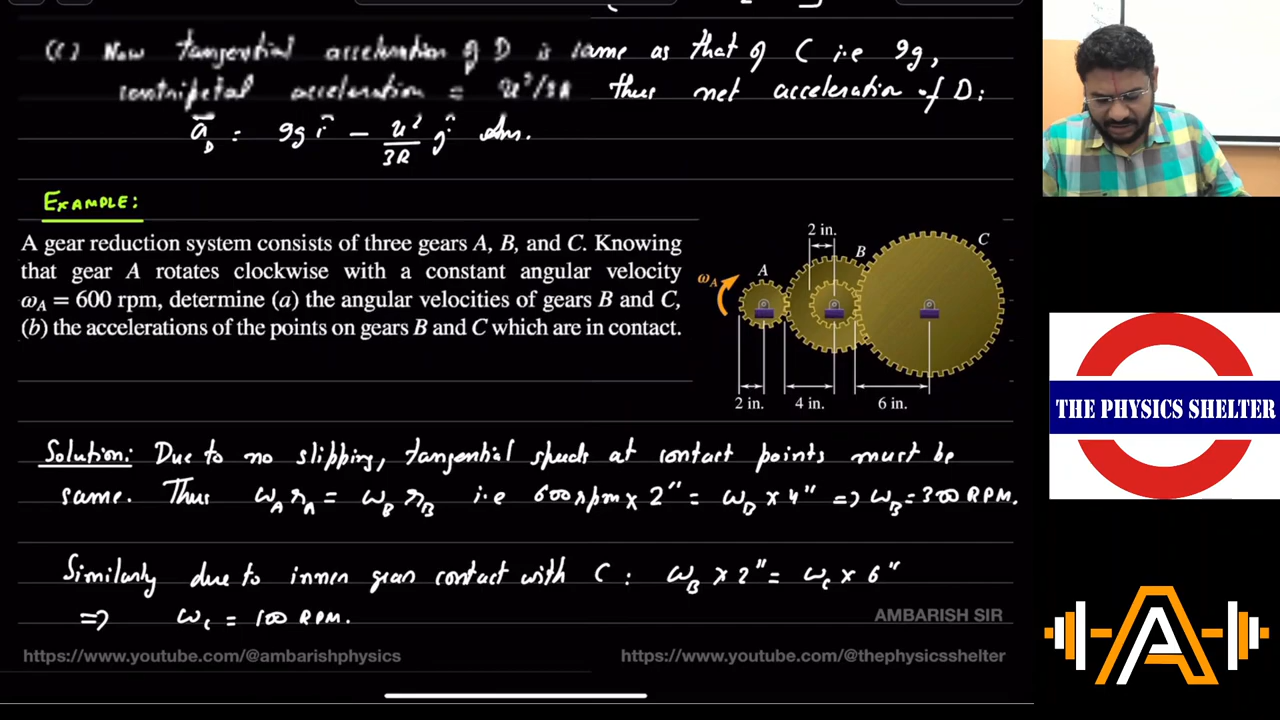 (c) Now tangential acceleration of D is same as that of C i.e 9g,
centripetal acceleration = u²/3R thus net acceleration of D:
a̅_D = 9g î - u²/3R ĵ Ans.
EXAMPLE:
A gear reduction system consists of three gears A, B, and C. Knowing
that gear A rotates clockwise with a constant angular velocity
ω_A = 600 rpm, determine (a) the angular velocities of gears B and C,
(b) the accelerations of the points on gears B and C which are in contact.
2 in.
C
B
A
ω_A
2 in. 4 in. 6 in.
Solution: Due to no slipping, tangential speeds at contact points must be
same. Thus ω_A r_A = ω_B r_B i.e 600 rpm × 2" = ω_B × 4" => ω_B = 300 RPM.
Similarly due to inner gear contact with C: ω_B × 2" = ω_C × 6"
=> ω_C = 100 RPM.
AMBARISH SIR
https://www.youtube.com/@ambarishphysics
https://www.youtube.com/@thephysicsshelter
THE PHYSICS SHELTER